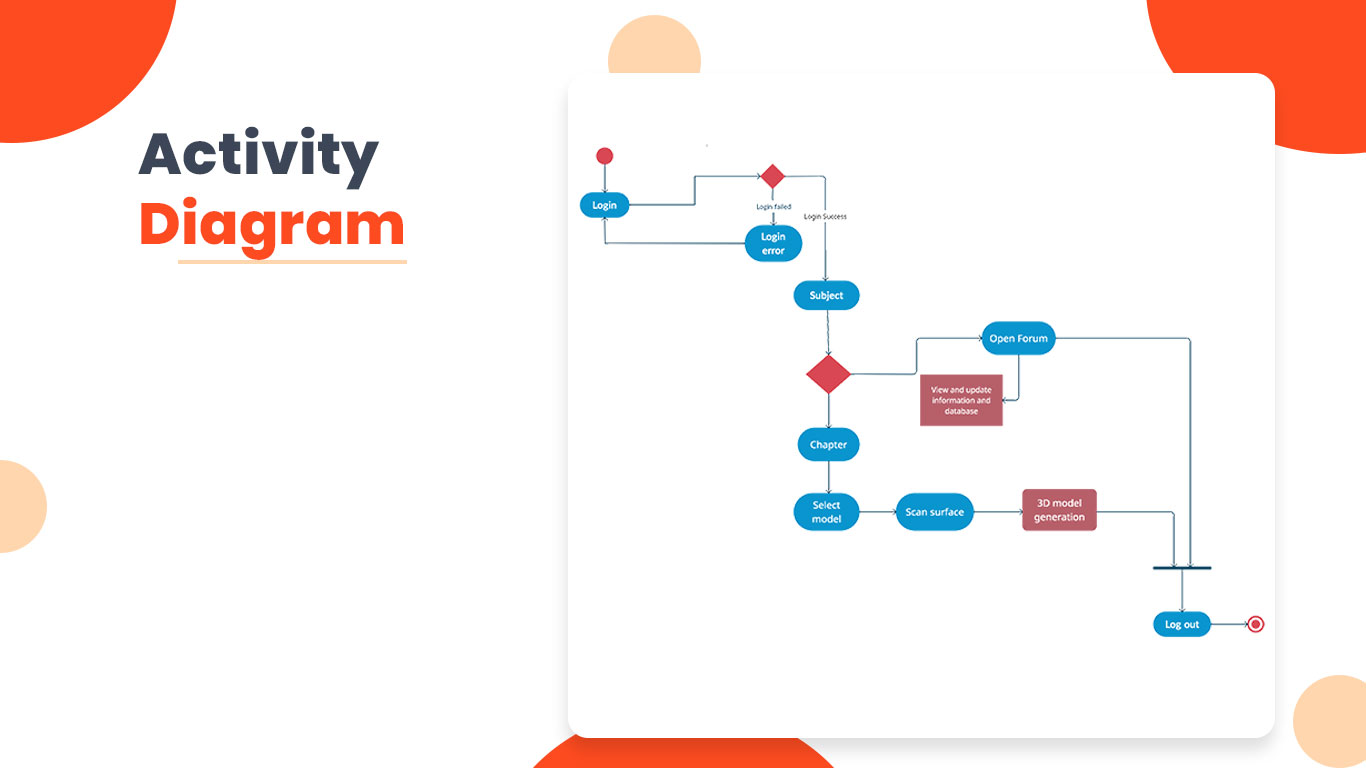 Activity
Diagram
Login
Login failed
Login Success
Login
error
Subject
Open Forum
View and update
information and
database
Chapter
Select
model
Scan surface
3D model
generation
Log out